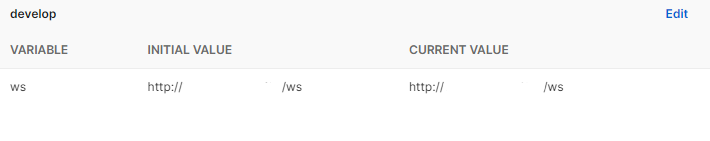 develop Edit
VARIABLE INITIAL VALUE CURRENT VALUE
ws http:// /ws http:// /ws